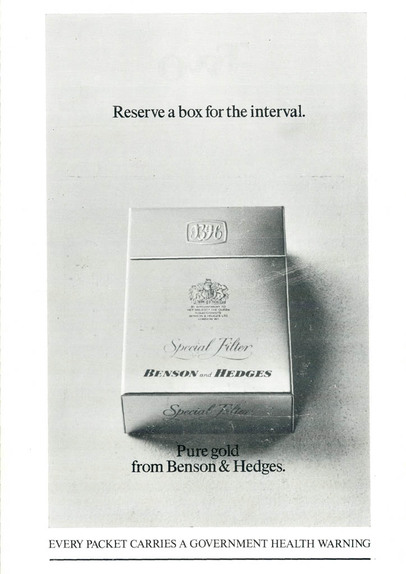 Reserve a box for the interval.
B&H
Special Filter
BENSON and HEDGES
Special Filter
Pure gold
from Benson & Hedges.
EVERY PACKET CARRIES A GOVERNMENT HEALTH WARNING